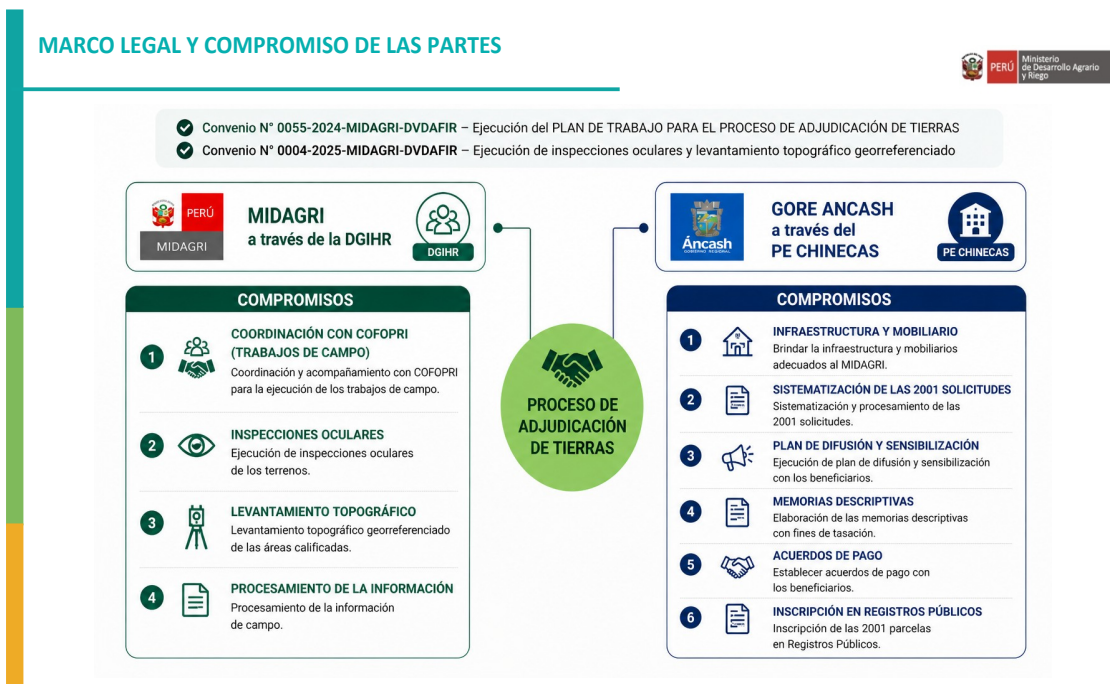 MARCO LEGAL Y COMPROMISO DE LAS PARTES
PERÚ
Ministerio
de Desarrollo Agrario
y Riego
Convenio N° 0055-2024-MIDAGRI-DVDAFIR – Ejecución del PLAN DE TRABAJO PARA EL PROCESO DE ADJUDICACIÓN DE TIERRAS
Convenio N° 0004-2025-MIDAGRI-DVDAFIR – Ejecución de inspecciones oculares y levantamiento topográfico georreferenciado
PERÚ
MIDAGRI
MIDAGRI
a través de la DGIHR
DGIHR
Áncash
GOBIERNO REGIONAL
GORE ANCASH
a través del
PE CHINECAS
PE CHINECAS
COMPROMISOS
1
COORDINACIÓN CON COFOPRI
(TRABAJOS DE CAMPO)
Coordinación y acompañamiento con COFOPRI
para la ejecución de los trabajos de campo.
2
INSPECCIONES OCULARES
Ejecución de inspecciones oculares
de los terrenos.
3
LEVANTAMIENTO TOPOGRÁFICO
Levantamiento topográfico georreferenciado
de las áreas calificadas.
4
PROCESAMIENTO DE LA INFORMACIÓN
Procesamiento de la información
de campo.
PROCESO DE
ADJUDICACIÓN
DE TIERRAS
COMPROMISOS
1
INFRAESTRUCTURA Y MOBILIARIO
Brindar la infraestructura y mobiliarios
adecuados al MIDAGRI.
2
SISTEMATIZACIÓN DE LAS 2001 SOLICITUDES
Sistematización y procesamiento de las
2001 solicitudes.
3
PLAN DE DIFUSIÓN Y SENSIBILIZACIÓN
Ejecución de plan de difusión y sensibilización
con los beneficiarios.
4
MEMORIAS DESCRIPTIVAS
Elaboración de las memorias descriptivas
con fines de tasación.
5
ACUERDOS DE PAGO
Establecer acuerdos de pago con
los beneficiarios.
6
INSCRIPCIÓN EN REGISTROS PÚBLICOS
Inscripción de las 2001 parcelas
en Registros Públicos.